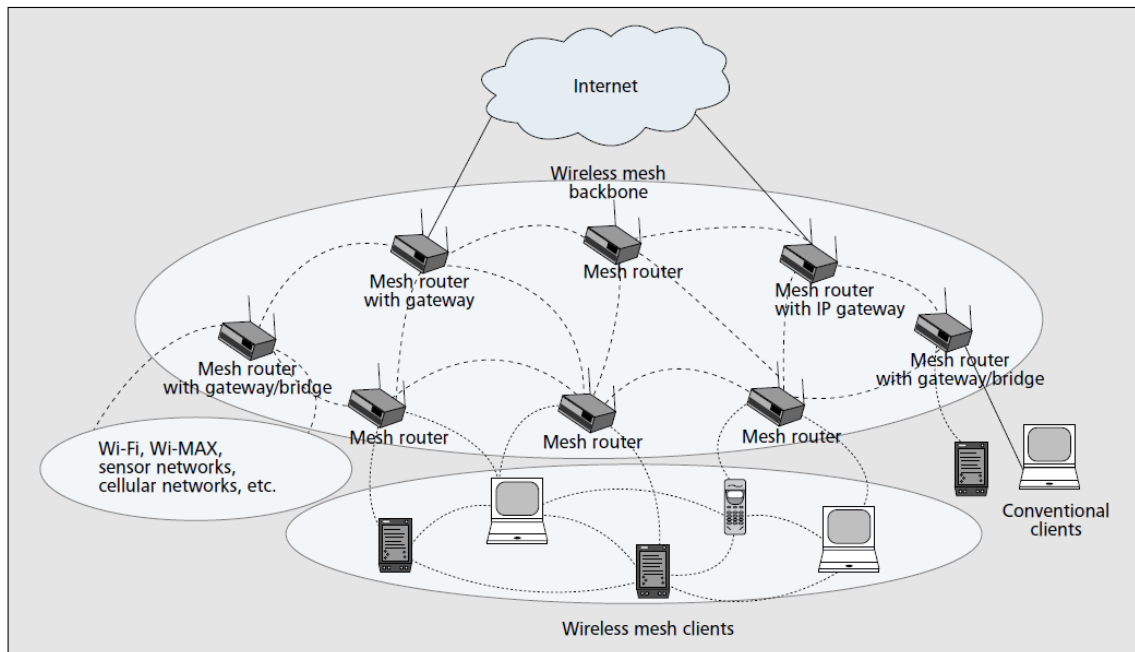 Internet
Wireless mesh
backbone
Mesh router
with gateway
Mesh router
Mesh router
with IP gateway
Mesh router
with gateway/bridge
Mesh router
with gateway/bridge
Mesh router
Mesh router
Mesh router
Wi-Fi, Wi-MAX,
sensor networks,
cellular networks, etc.
Conventional
clients
Wireless mesh clients